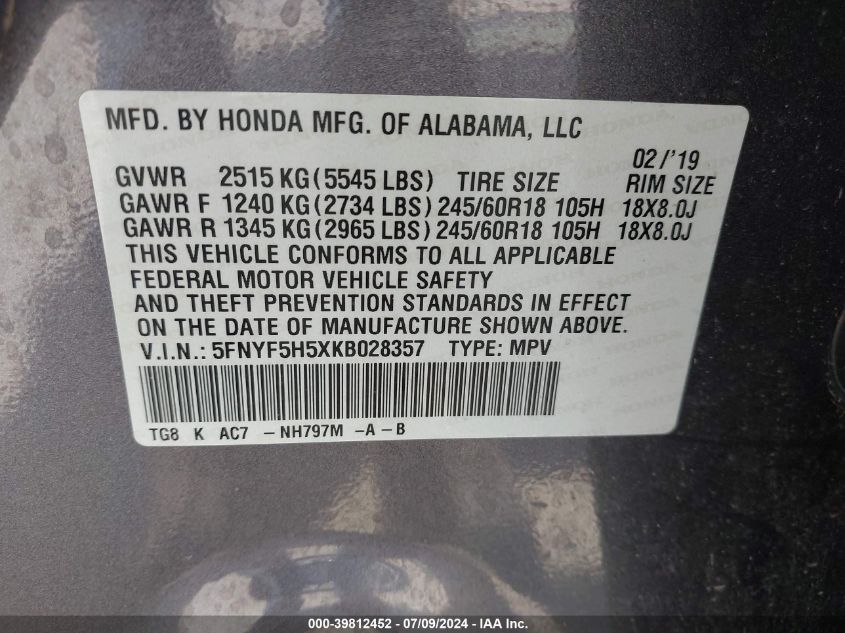 MFD. BY HONDA MFG. OF ALABAMA, LLC
02/'19
GVWR 2515 KG (5545 LBS) TIRE SIZE RIM SIZE
GAWR F 1240 KG (2734 LBS) 245/60R18 105H 18X8.0J
GAWR R 1345 KG (2965 LBS) 245/60R18 105H 18X8.0J
THIS VEHICLE CONFORMS TO ALL APPLICABLE
FEDERAL MOTOR VEHICLE SAFETY
AND THEFT PREVENTION STANDARDS IN EFFECT
ON THE DATE OF MANUFACTURE SHOWN ABOVE.
V.I.N.: 5FNYF5H5XKB028357 TYPE: MPV
TG8 K AC7 -NH797M -A -B
000-39812452 - 07/09/2024 - IAA Inc.